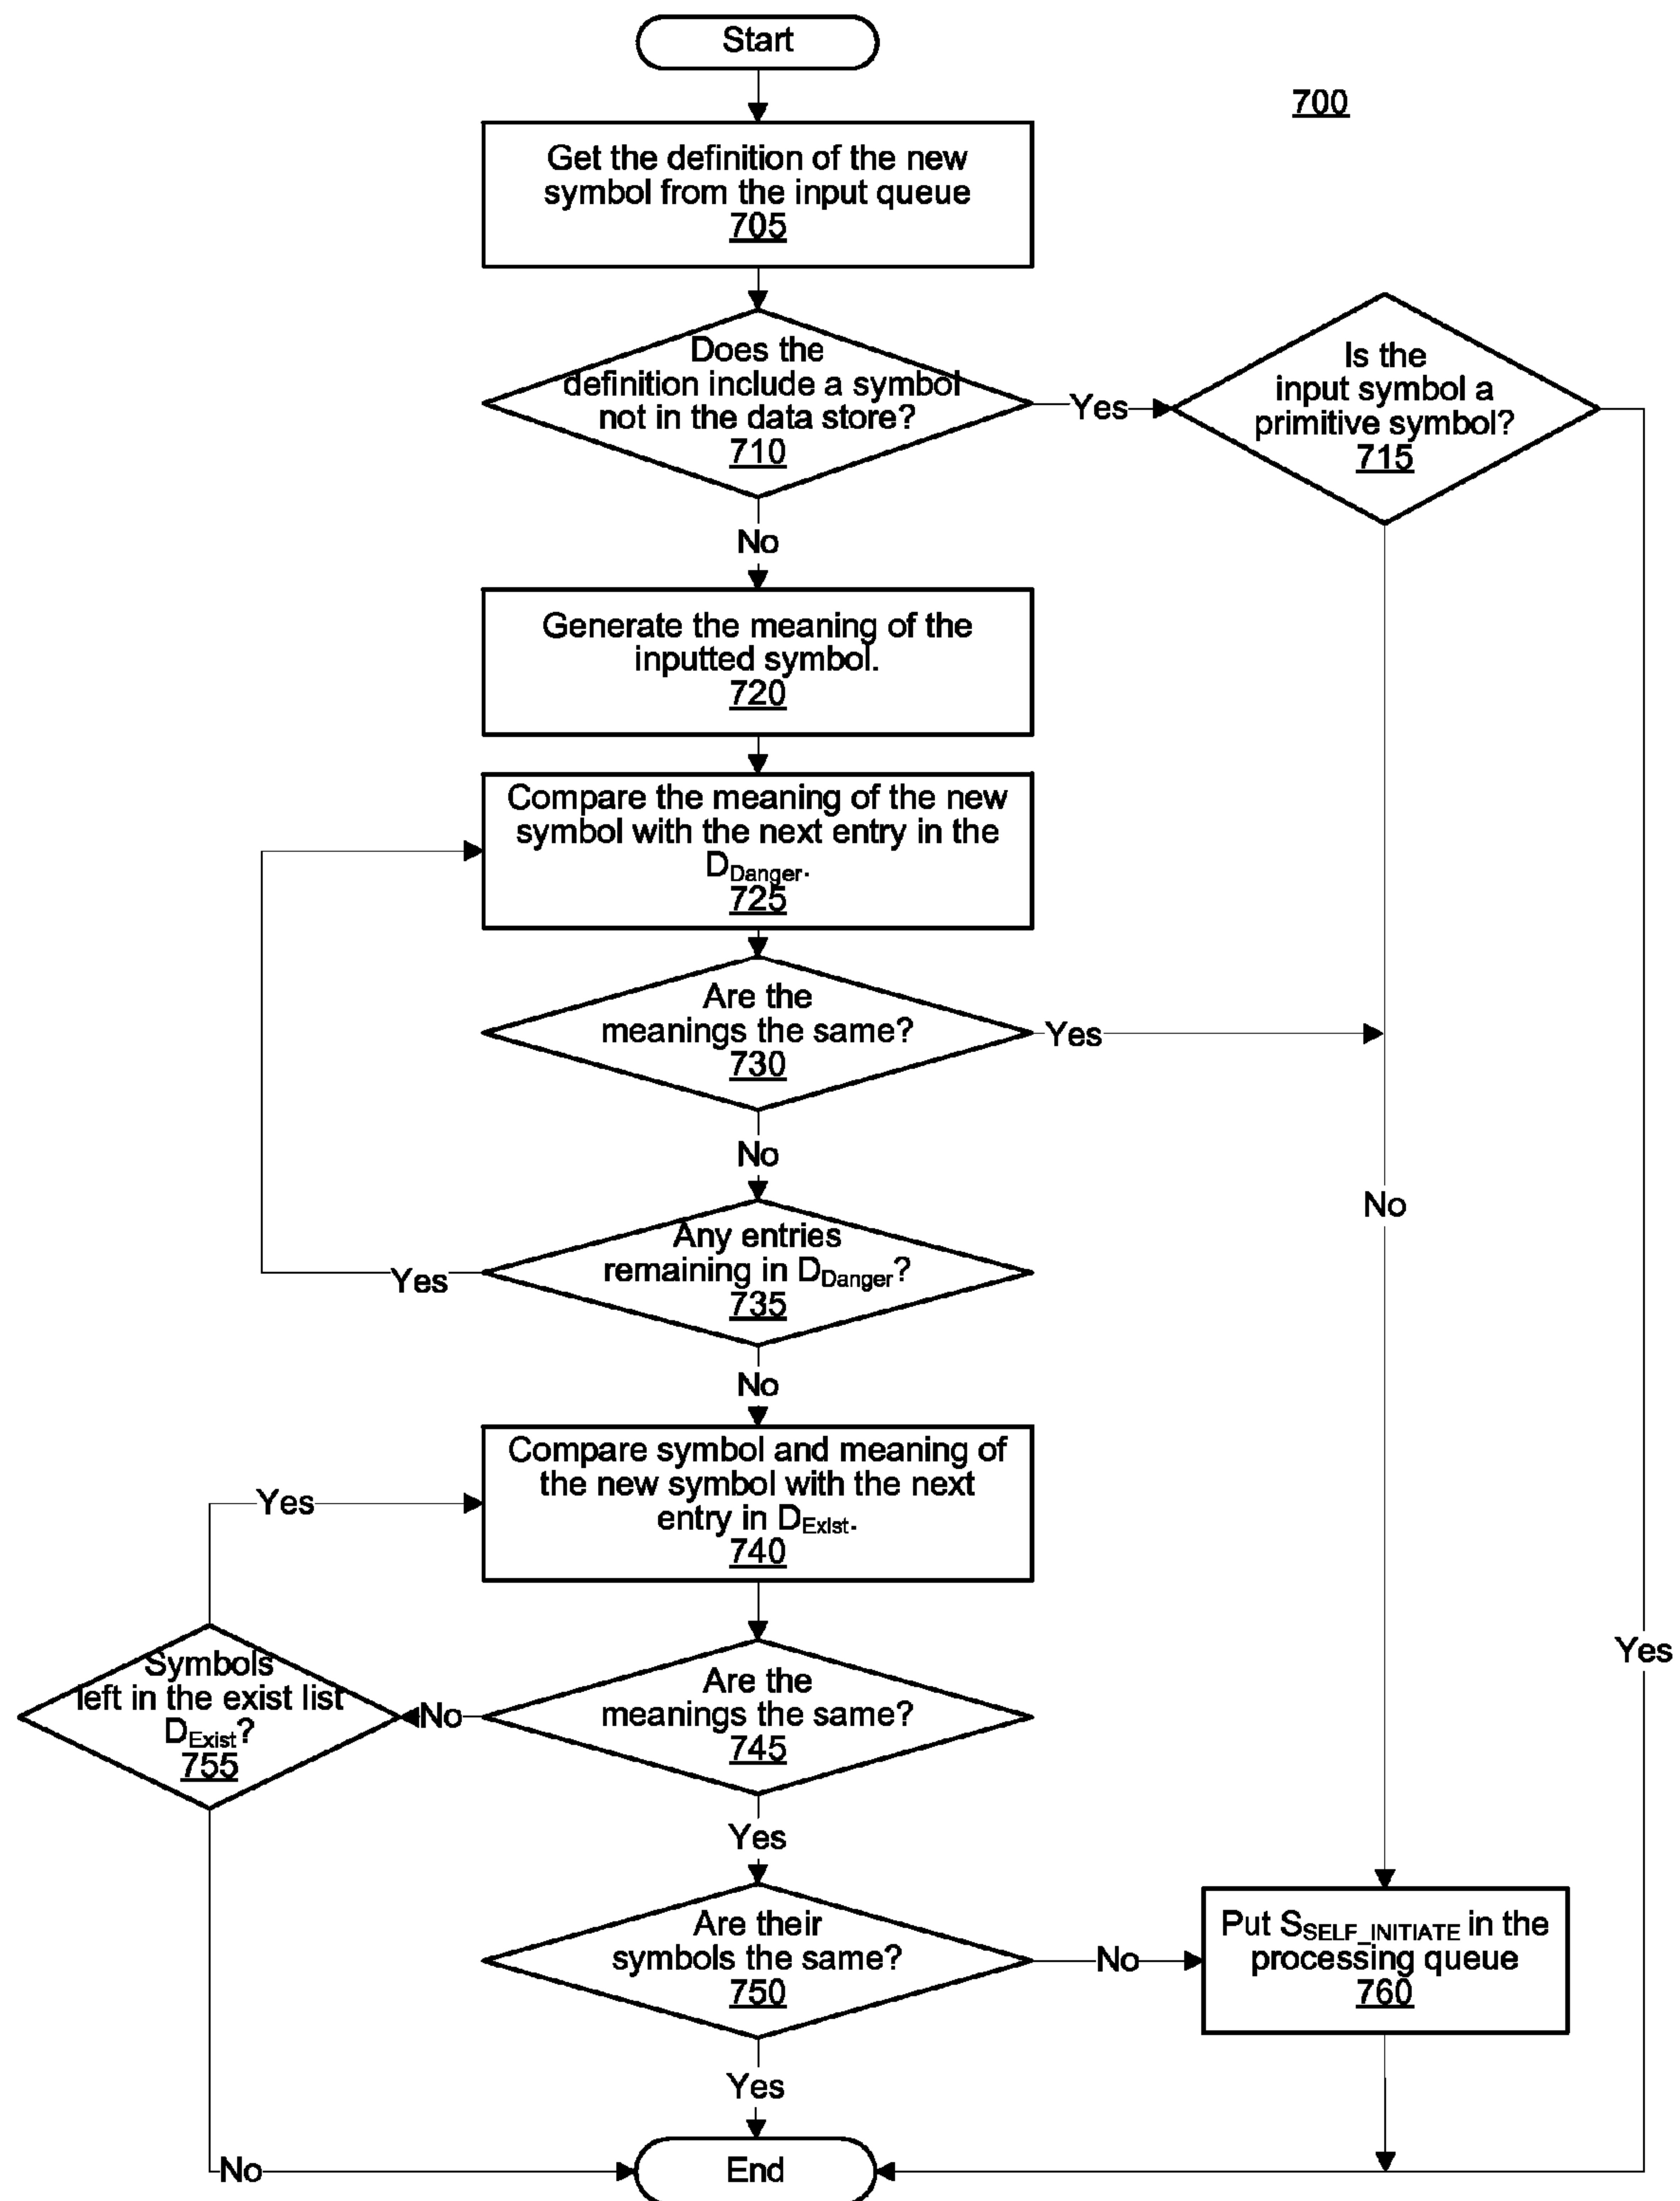 Start
700
Get the definition of the new
symbol from the input queue
705
Does the
definition include a symbol
not in the data store?
710
Yes
Is the
input symbol a
primitive symbol?
715
No
Generate the meaning of the
inputted symbol.
720
Compare the meaning of the new
symbol with the next entry in the
DDanger.
725
Are the
meanings the same?
730
Yes
No
No
Any entries
remaining in DDanger?
735
Yes
No
Compare symbol and meaning of
the new symbol with the next
entry in DExist.
740
Yes
Symbols
left in the exist list
DExist?
755
No
Are the
meanings the same?
745
Yes
Yes
Are their
symbols the same?
750
No
Put SSELF_INITIATE in the
processing queue
760
Yes
No
End